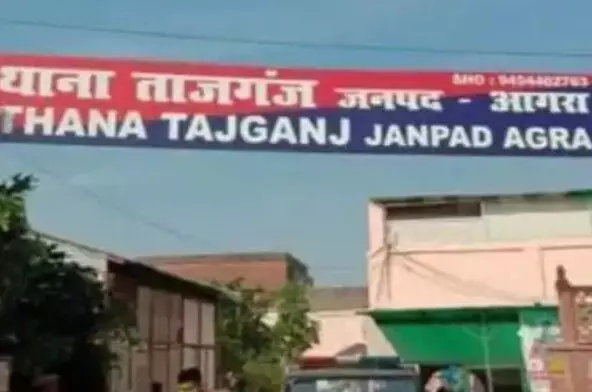 SHO : 9454402763
थाना ताजगंज जनपद - आगरा
THANA TAJGANJ JANPAD AGRA